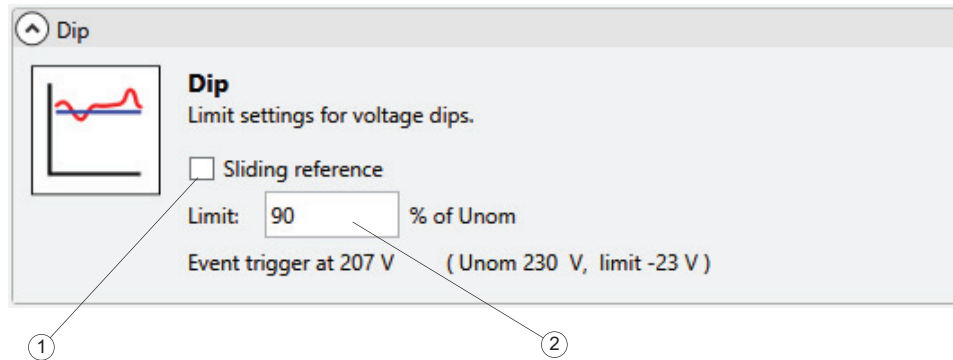 Dip
Dip
Limit settings for voltage dips.
Sliding reference
Limit: 90 % of Unom
Event trigger at 207 V ( Unom 230 V, limit -23 V )
1 2